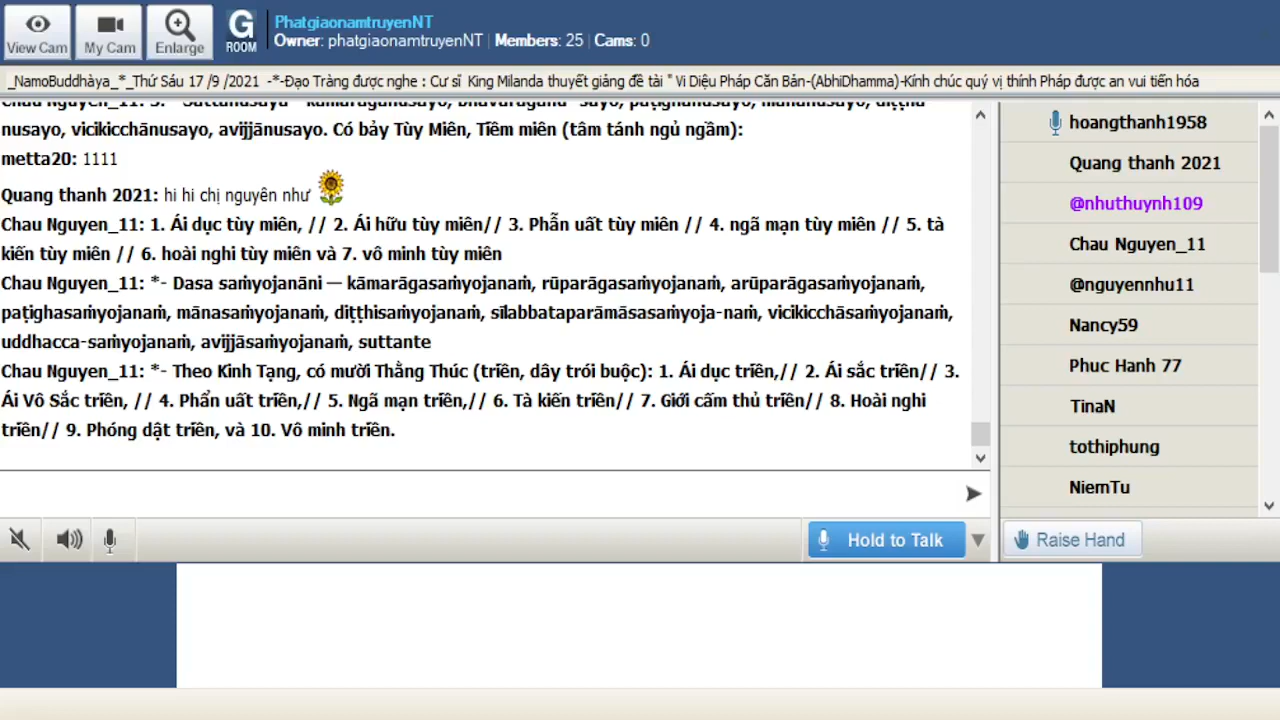 View Cam
My Cam
Enlarge
G
ROOM
PhatgiaonamtruyenNT
Owner: phatgiaonamtruyenNT | Members: 25 | Cams: 0
_NamoBuddhàya_*_Thứ Sáu 17 /9 /2021 -*-Đạo Tràng được nghe : Cư sĩ King Milanda thuyết giảng đề tài " Vi Diệu Pháp Căn Bản-(AbhiDhamma)-Kính chúc quý vị thính Pháp được an vui tiến hóa
nusayo, vicikicchānusayo, avijjānusayo. Có bảy Tùy Miên, Tiềm miên (tâm tánh ngủ ngầm):
metta20: 1111
Quang thanh 2021: hi hi chị nguyên như
Chau Nguyen_11: 1. Ái dục tùy miên, // 2. Ái hữu tùy miên// 3. Phẫn uất tùy miên // 4. ngã mạn tùy miên // 5. tà
kiến tùy miên // 6. hoài nghi tùy miên và 7. vô minh tùy miên
Chau Nguyen_11: *- Dasa saṁyojanāni — kāmarāgasaṁyojanaṁ, rūparāgasaṁyojanaṁ, arūparāgasaṁyojanaṁ,
paṭighasaṁyojanaṁ, mānasaṁyojanaṁ, diṭṭhisaṁyojanaṁ, sīlabbataparāmāsasaṁyoja-naṁ, vicikicchāsaṁyojanaṁ,
uddhacca-saṁyojanaṁ, avijjāsaṁyojanaṁ, suttante
Chau Nguyen_11: *- Theo Kinh Tạng, có mười Thằng Thúc (triền, dây trói buộc): 1. Ái dục triền,// 2. Ái sắc triền// 3.
Ái Vô Sắc triền, // 4. Phẩn uất triền,// 5. Ngã mạn triền,// 6. Tà kiến triền// 7. Giới cấm thủ triền// 8. Hoài nghi
triền// 9. Phóng dật triền, và 10. Vô minh triền.
hoangthanh1958
Quang thanh 2021
@nhuthuynh109
Chau Nguyen_11
@nguyennhu11
Nancy59
Phuc Hanh 77
TinaN
tothiphung
NiemTu
Hold to Talk
Raise Hand